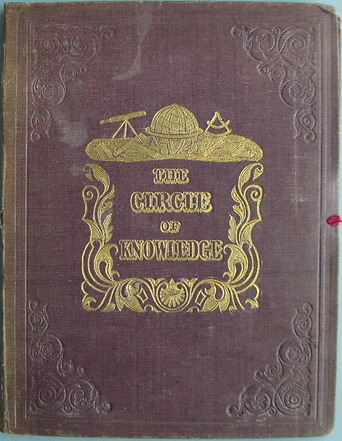 THE
CIRCLE
OF
KNOWLEDGE